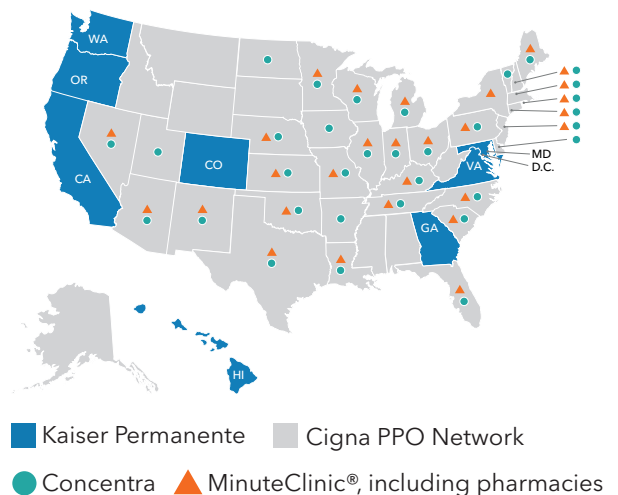 WA
OR
CA
CO
MD
VA
D.C.
GA
HI
Kaiser Permanente
Cigna PPO Network
Concentra
MinuteClinic®, including pharmacies